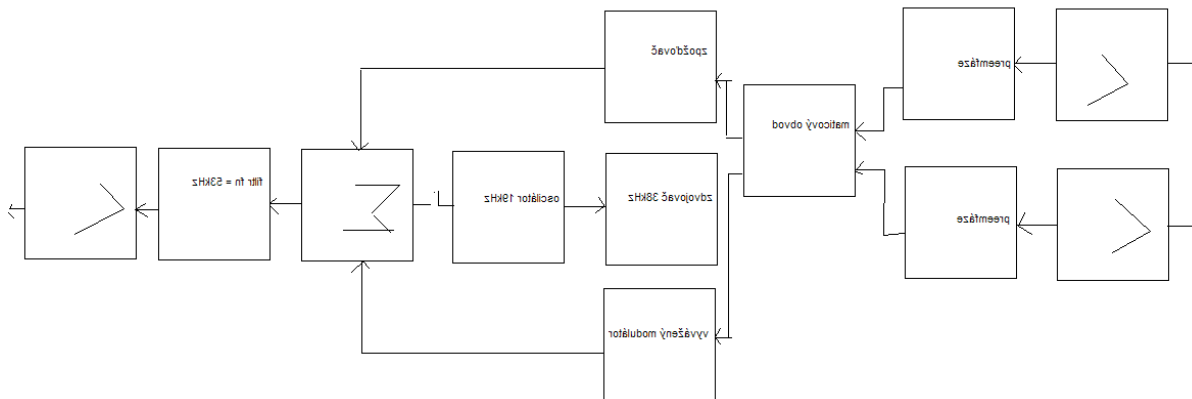 zpožďovač
preemfáze
maticový obvod
filtr fn = 53kHz
Σ
oscilátor 19kHz
zdvojovač 38kHz
preemfáze
vyvážený modulátor